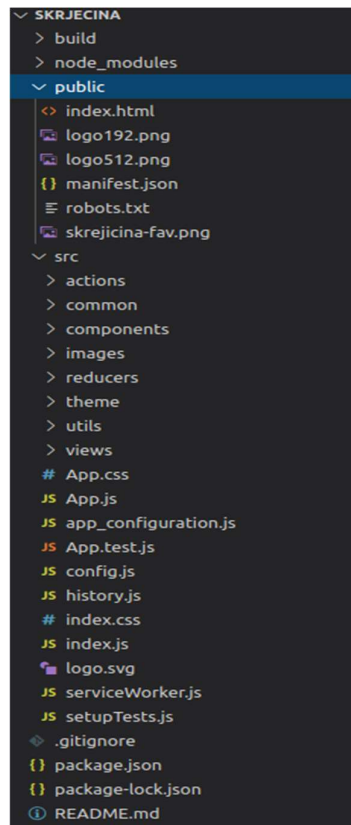 SKRJECINA
build
node_modules
public
index.html
logo192.png
logo512.png
manifest.json
robots.txt
skrejicina-fav.png
src
actions
common
components
images
reducers
theme
utils
views
App.css
App.js
app_configuration.js
App.test.js
config.js
history.js
index.css
index.js
logo.svg
serviceWorker.js
setupTests.js
.gitignore
package.json
package-lock.json
README.md